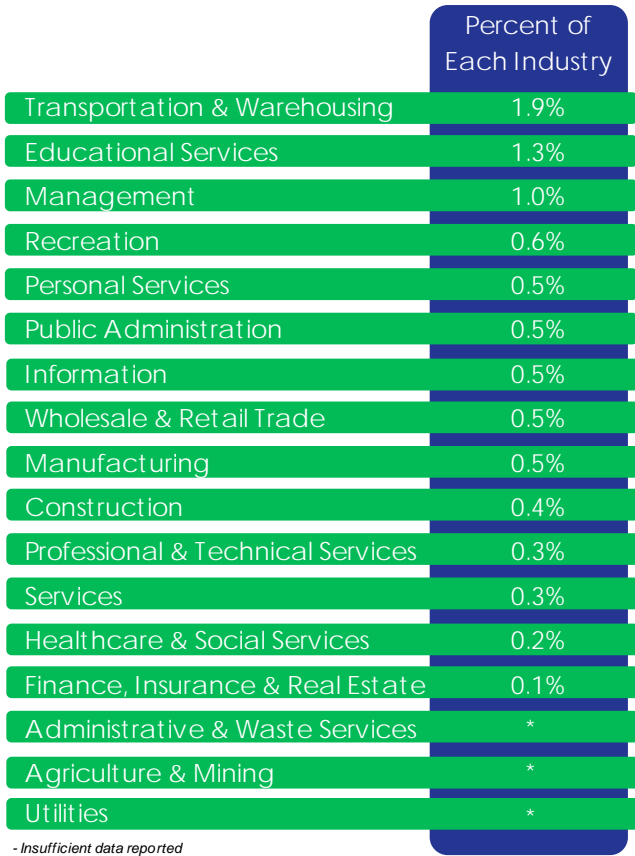 Percent of
Each Industry
Transportation & Warehousing 1.9%
Educational Services 1.3%
Management 1.0%
Recreation 0.6%
Personal Services 0.5%
Public Administration 0.5%
Information 0.5%
Wholesale & Retail Trade 0.5%
Manufacturing 0.5%
Construction 0.4%
Professional & Technical Services 0.3%
Services 0.3%
Healthcare & Social Services 0.2%
Finance, Insurance & Real Estate 0.1%
Administrative & Waste Services *
Agriculture & Mining *
Utilities *
- Insufficient data reported